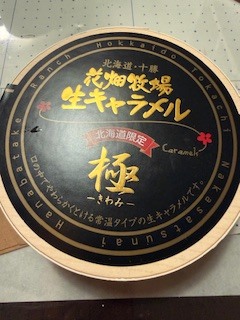 北海道・十勝
花畑牧場
生キャラメル
北海道限定
Caramel
極
ーきわみー
口の中でやわらかくとける常温タイプの生キャラメルです。
Hanabatake Ranch Hokkaido Tokachi Nakasatsunai